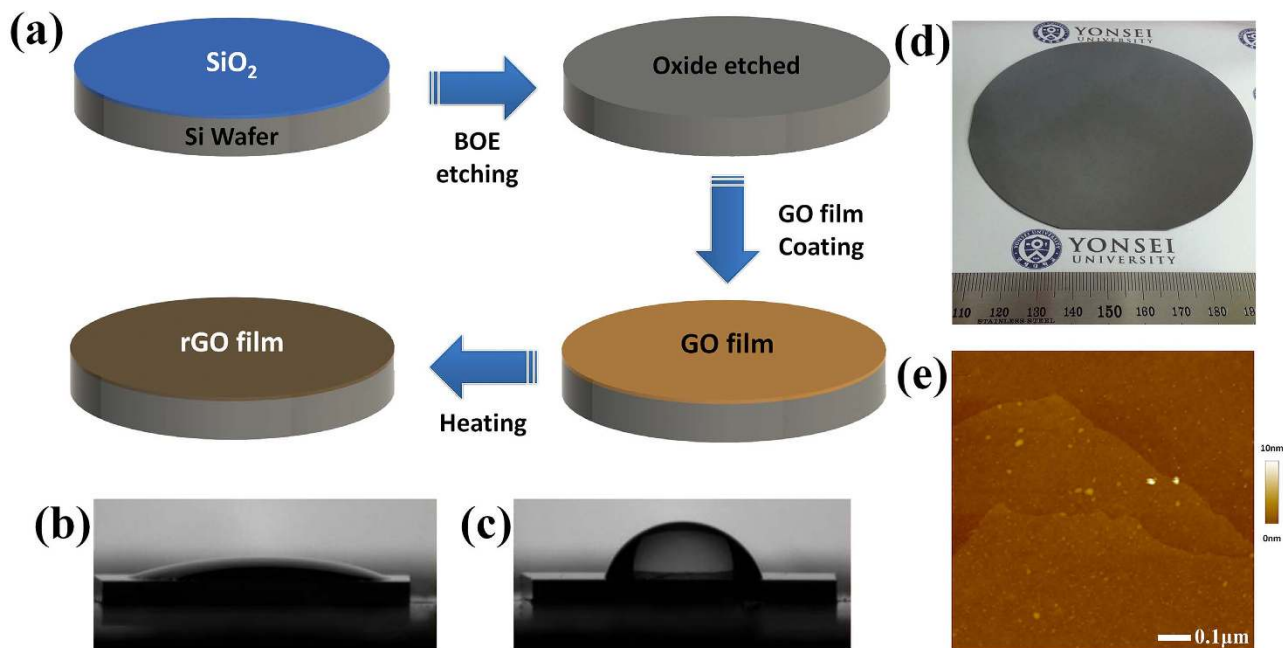 (a)
SiO2
Si Wafer
BOE
etching
Oxide etched
GO film
Coating
GO film
Heating
rGO film
(b)
(c)
(d)
YONSEI
UNIVERSITY
YONSEI
UNIVERSITY
110 120 130 140 150 160 170 180
STAINLESS STEEL
(e)
10nm
0nm
0.1μm